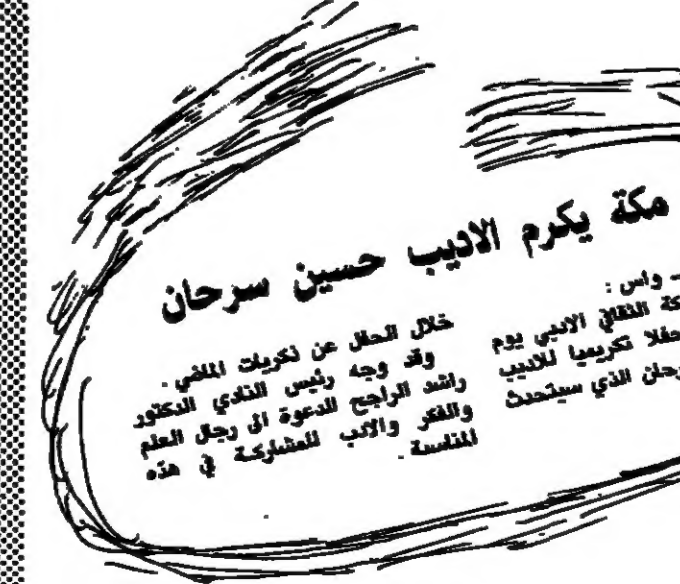 مكة يكرم الاديب حسين سرحان
ـ واس :
كة الثقافي الادبي يوم
حفلا تكريميا للاديب
رحان الذي سيتحدث
خلال الحفل عن ذكريات الماضي .
وقد وجه رئيس النادي الدكتور
راشد الراجح الدعوة الى رجال العلم
والفكر والادب للمشاركة في هذه
المناسبة .